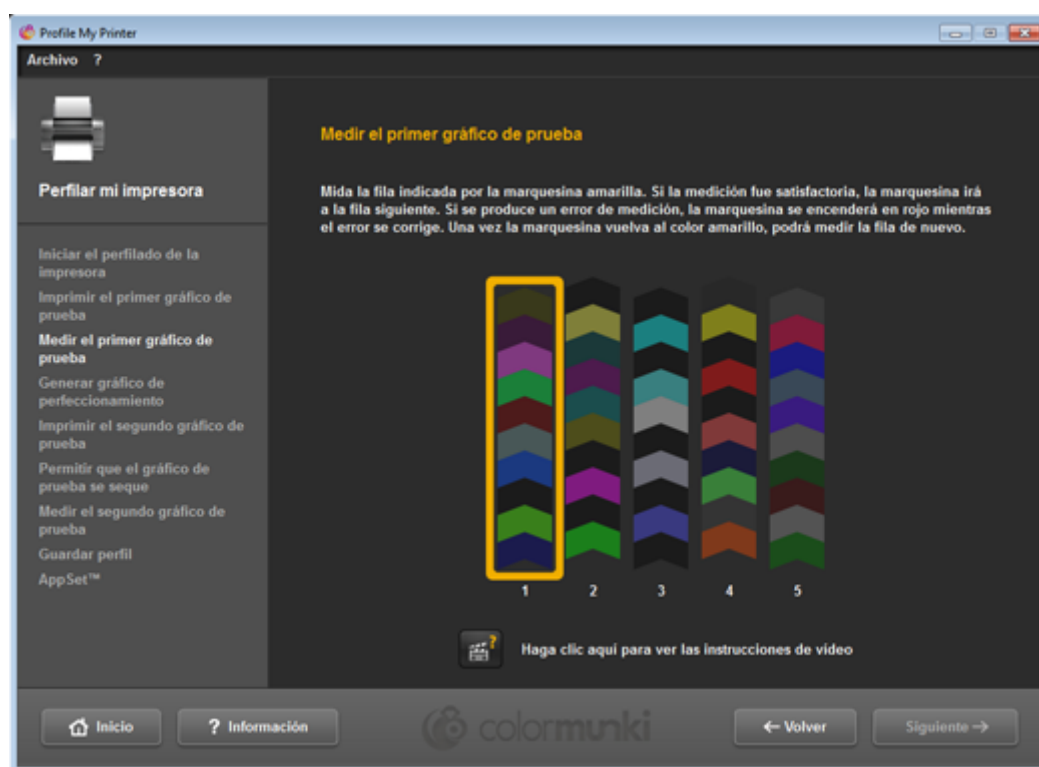 Profile My Printer
Archivo ?
Perfilar mi impresora
Iniciar el perfilado de la
impresora
Imprimir el primer gráfico de
prueba
Medir el primer gráfico de
prueba
Generar gráfico de
perfeccionamiento
Imprimir el segundo gráfico de
prueba
Permitir que el gráfico de
prueba se seque
Medir el segundo gráfico de
prueba
Guardar perfil
AppSet™
Medir el primer gráfico de prueba
Mida la fila indicada por la marquesina amarilla. Si la medición fue satisfactoria, la marquesina irá
a la fila siguiente. Si se produce un error de medición, la marquesina se encenderá en rojo mientras
el error se corrige. Una vez la marquesina vuelva al color amarillo, podrá medir la fila de nuevo.
1 2 3 4 5
? Haga clic aquí para ver las instrucciones de vídeo
Inicio ? Información colormunki ← Volver Siguiente →